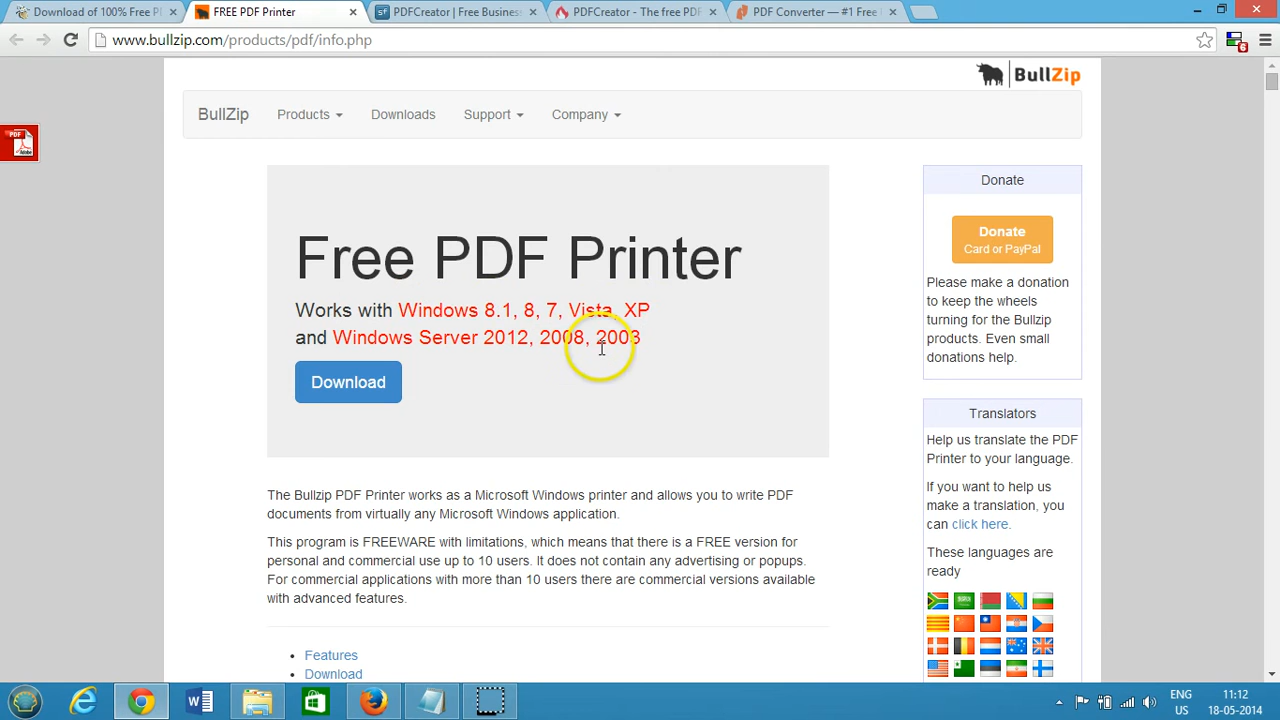 Download of 100% Free P
FREE PDF Printer
PDFCreator | Free Business
PDFCreator - The free PDF
PDF Converter — #1 Free
www.bullzip.com/products/pdf/info.php
6
BullZip
BullZip
Products
Downloads
Support
Company
PDF
Adobe
Free PDF Printer
Works with Windows 8.1, 8, 7, Vista, XP
and Windows Server 2012, 2008, 2003
Download
The Bullzip PDF Printer works as a Microsoft Windows printer and allows you to write PDF
documents from virtually any Microsoft Windows application.
This program is FREEWARE with limitations, which means that there is a FREE version for
personal and commercial use up to 10 users. It does not contain any advertising or popups.
For commercial applications with more than 10 users there are commercial versions available
with advanced features.
• Features
• Download
Donate
Donate
Card or PayPal
Please make a donation
to keep the wheels
turning for the Bullzip
products. Even small
donations help.
Translators
Help us translate the PDF
Printer to your language.
If you want to help us
make a translation, you
can click here.
These languages are
ready
ENG
US
11:12
18-05-2014